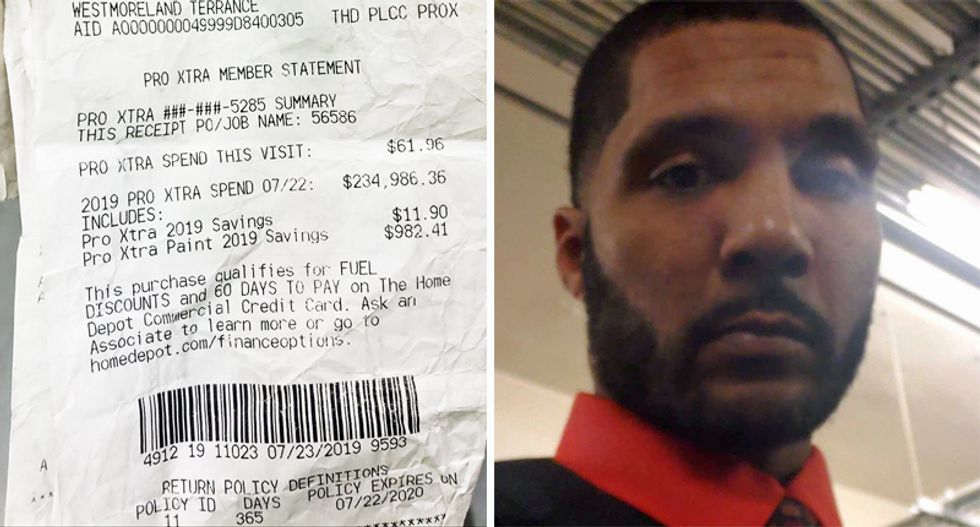 WESTMORELAND TERRANCE
AID A0000000049999D8400305 THD PLCC PROX
PRO XTRA MEMBER STATEMENT
PRO XTRA ###-###-5285 SUMMARY
THIS RECEIPT PO/JOB NAME: 56586
PRO XTRA SPEND THIS VISIT: $61.96
2019 PRO XTRA SPEND 07/22: $234,986.36
INCLUDES:
Pro Xtra 2019 Savings $11.90
Pro Xtra Paint 2019 Savings $982.41
This purchase qualifies for FUEL
DISCOUNTS and 60 DAYS TO PAY on The Home
Depot Commercial Credit Card. Ask an
Associate to learn more or go to
homedepot.com/financeoptions.
4912 19 11023 07/23/2019 9593
RETURN POLICY DEFINITIONS
POLICY ID DAYS POLICY EXPIRES ON
11 365 07/22/2020